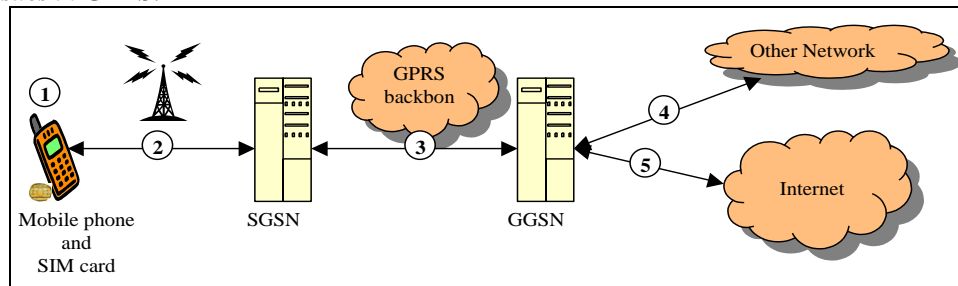 1
2
3
4
5
GPRS
backbon
Other Network
Internet
SGSN
GGSN
Mobile phone
and
SIM card